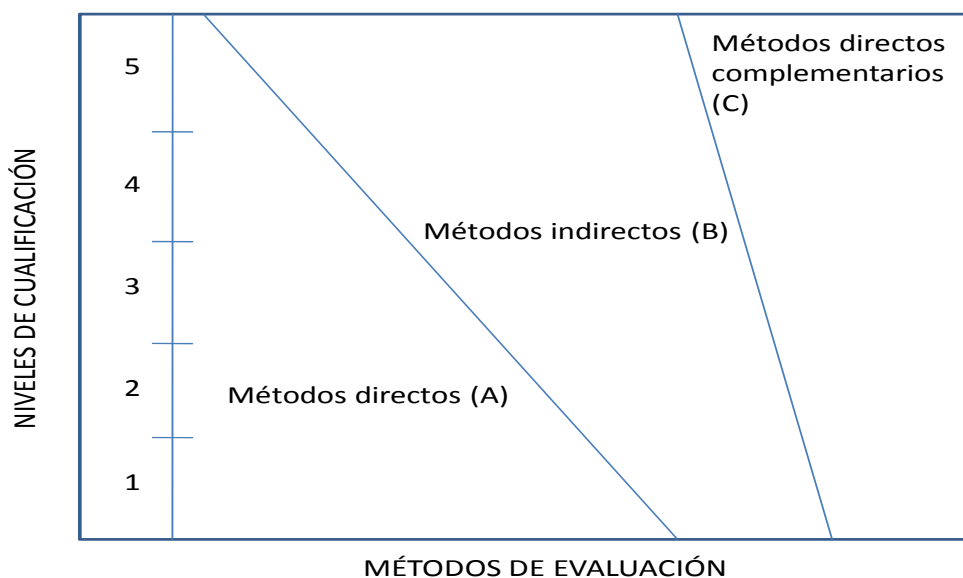 NIVELES DE CUALIFICACIÓN
5
4
3
2
1
Métodos directos
complementarios
(C)
Métodos indirectos (B)
Métodos directos (A)
MÉTODOS DE EVALUACIÓN